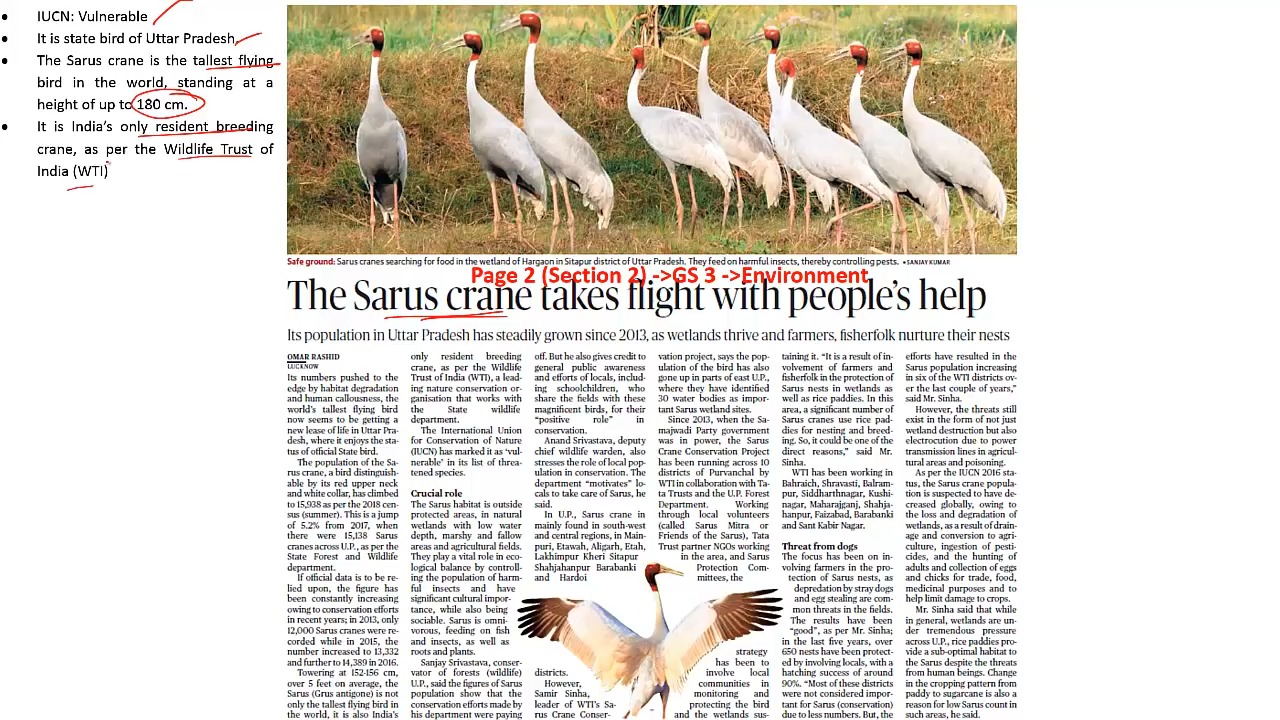 IUCN: Vulnerable
It is state bird of Uttar Pradesh.
The Sarus crane is the tallest flying
bird in the world, standing at a
height of up to 180 cm.
It is India's only resident breeding
crane, as per the Wildlife Trust of
India (WTI)
Safe ground: Sarus cranes searching for food in the wetland of Hargaon in Sitapur district of Uttar Pradesh. They feed on harmful insects, thereby controlling pests. • SANJAY KUMAR
Page 2 (Section 2) ->GS 3 ->Environment
The Sarus crane takes flight with people's help
Its population in Uttar Pradesh has steadily grown since 2013, as wetlands thrive and farmers, fisherfolk nurture their nests
OMAR RASHID
LUCKNOW
Its numbers pushed to the
edge by habitat degradation
and human callousness, the
world's tallest flying bird
now seems to be getting a
new lease of life in Uttar Pra-
desh, where it enjoys the sta-
tus of official State bird.
The population of the Sa-
rus crane, a bird distinguish-
able by its red upper neck
and white collar, has climbed
to 15,938 as per the 2018 cen-
sus (summer). This is a jump
of 5.2% from 2017, when
there were 15,138 Sarus
cranes across U.P., as per the
State Forest and Wildlife
department.
If official data is to be re-
lied upon, the figure has
been constantly increasing
owing to conservation efforts
in recent years; in 2013, only
12,000 Sarus cranes were re-
corded while in 2015, the
number increased to 13,332
and further to 14,389 in 2016.
Towering at 152-156 cm,
over 5 feet on average, the
Sarus (Grus antigone) is not
only the tallest flying bird in
the world, it is also India's
only resident breeding
crane, as per the Wildlife
Trust of India (WTI), a lead-
ing nature conservation or-
ganisation that works with
the State wildlife
department.
The International Union
for Conservation of Nature
(IUCN) has marked it as 'vul-
nerable' in its list of threa-
tened species.
Crucial role
The Sarus habitat is outside
protected areas, in natural
wetlands with low water
depth, marshy and fallow
areas and agricultural fields.
They play a vital role in eco-
logical balance by controll-
ing the population of harm-
ful insects and have
significant cultural impor-
tance, while also being
sociable. Sarus is omni-
vorous, feeding on fish
and insects, as well as
roots and plants.
Sanjay Srivastava, conser-
vator of forests (wildlife)
U.P., said the figures of Sarus
population show that the
conservation efforts made by
his department were paying
off. But he also gives credit to
general public awareness
and efforts of locals, includ-
ing schoolchildren, who
share the fields with these
magnificent birds, for their
"positive role" in
conservation.
Anand Srivastava, deputy
chief wildlife warden, also
stresses the role of local pop-
ulation in conservation. The
department "motivates" lo-
cals to take care of Sarus, he
said.
In U.P., Sarus crane in
mainly found in south-west
and central regions, in Main-
puri, Etawah, Aligarh, Etah,
Lakhimpur Kheri Sitapur
Shahjahanpur Barabanki
and Hardoi
districts.
However,
Samir Sinha,
leader of WTI's Sa-
rus Crane Conser-
vation project, says the pop-
ulation of the bird has also
gone up in parts of east U.P.,
where they have identified
30 water bodies as impor-
tant Sarus wetland sites.
Since 2013, when the Sa-
majwadi Party government
was in power, the Sarus
Crane Conservation Project
has been running across 10
districts of Purvanchal by
WTI in collaboration with Ta-
ta Trusts and the U.P. Forest
Department. Working
through local volunteers
(called Sarus Mitra or
Friends of the Sarus), Tata
Trust partner NGOs working
in the area, and Sarus
Protection Com-
mittees, the
strategy
has been to
involve local
communities in
monitoring and
protecting the bird
and the wetlands sus-
taining it. "It is a result of in-
volvement of farmers and
fisherfolk in the protection of
Sarus nests in wetlands as
well as rice paddies. In this
area, a significant number of
Sarus cranes use rice pad-
dies for nesting and breed-
ing. So, it could be one of the
direct reasons," said Mr.
Sinha.
WTI has been working in
Bahraich, Shravasti, Balram-
pur, Siddharthnagar, Kushi-
nagar, Maharajganj, Shahja-
hanpur, Faizabad, Barabanki
and Sant Kabir Nagar.
Threat from dogs
The focus has been on in-
volving farmers in the pro-
tection of Sarus nests, as
depredation by stray dogs
and egg stealing are com-
mon threats in the fields.
The results have been
"good", as per Mr. Sinha;
in the last five years, over
650 nests have been protect-
ed by involving locals, with a
hatching success of around
90%. "Most of these districts
were not considered impor-
tant for Sarus (conservation)
due to less numbers. But, the
efforts have resulted in the
Sarus population increasing
in six of the WTI districts ov-
er the last couple of years,"
said Mr. Sinha.
However, the threats still
exist in the form of not just
wetland destruction but also
electrocution due to power
transmission lines in agricul-
tural areas and poisoning.
As per the IUCN 2016 sta-
tus, the Sarus crane popula-
tion is suspected to have de-
creased globally, owing to
the loss and degradation of
wetlands, as a result of drain-
age and conversion to agri-
culture, ingestion of pesti-
cides, and the hunting of
adults and collection of eggs
and chicks for trade, food,
medicinal purposes and to
help limit damage to crops.
Mr. Sinha said that while
in general, wetlands are un-
der tremendous pressure
across U.P., rice paddies pro-
vide a sub-optimal habitat to
the Sarus despite the threats
from human beings. Change
in the cropping pattern from
paddy to sugarcane is also a
reason for low Sarus count in
such areas, he said.